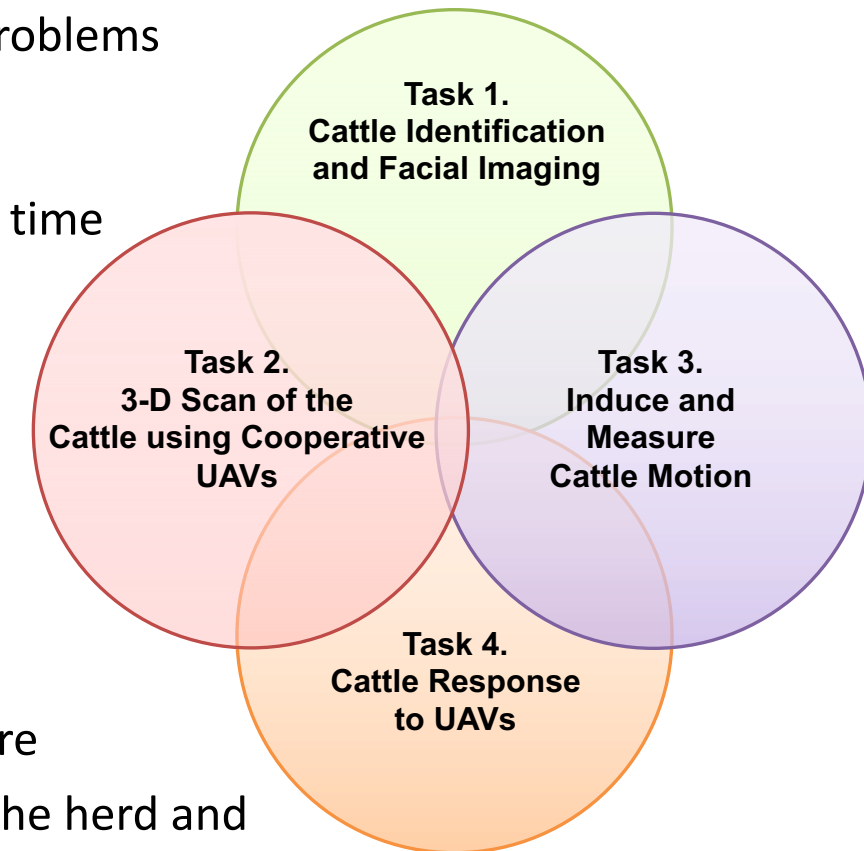 roblems
time
re
he herd and
Task 1.
Cattle Identification
and Facial Imaging
Task 2.
3-D Scan of the
Cattle using Cooperative
UAVs
Task 3.
Induce and
Measure
Cattle Motion
Task 4.
Cattle Response
to UAVs